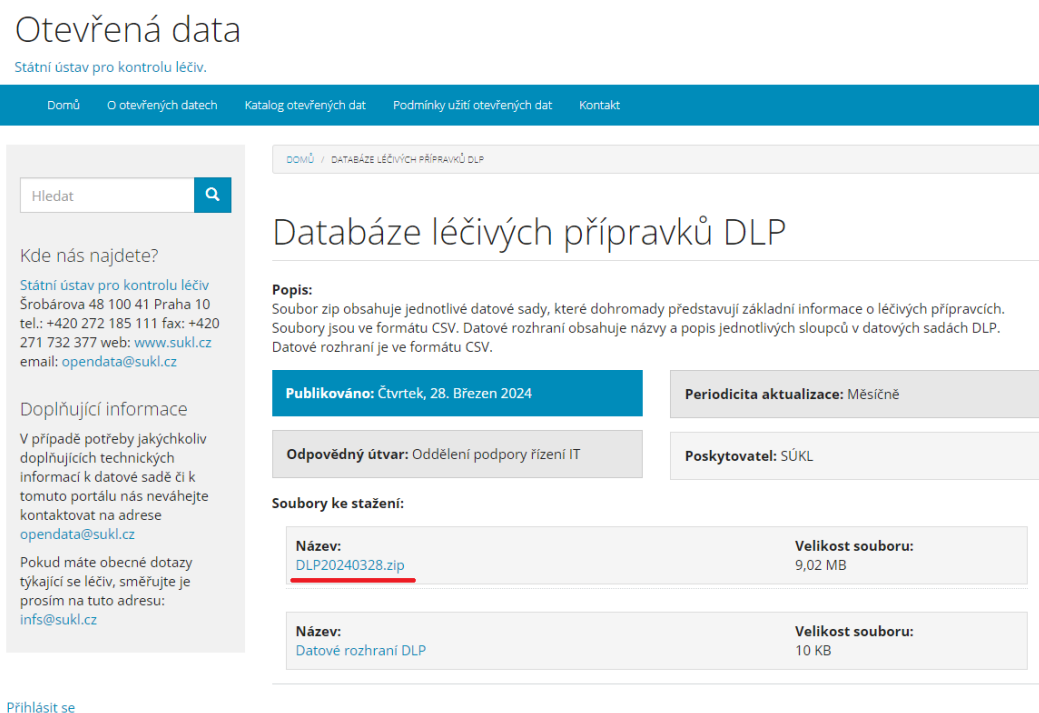 Otevřená data
Státní ústav pro kontrolu léčiv.
Domů O otevřených datech Katalog otevřených dat Podmínky užití otevřených dat Kontakt
Hledat
Kde nás najdete?
Státní ústav pro kontrolu léčiv
Šrobárova 48 100 41 Praha 10
tel.: +420 272 185 111 fax: +420
271 732 377 web: www.sukl.cz
email: opendata@sukl.cz
Doplňující informace
V případě potřeby jakýchkoliv
doplňujících technických
informací k datové sadě či k
tomuto portálu nás neváhejte
kontaktovat na adrese
opendata@sukl.cz
Pokud máte obecné dotazy
týkající se léčiv, směřujte je
prosím na tuto adresu:
infs@sukl.cz
DOMŮ / DATABÁZE LÉČIVÝCH PŘÍPRAVKŮ DLP
Databáze léčivých přípravků DLP
Popis:
Soubor zip obsahuje jednotlivé datové sady, které dohromady představují základní informace o léčivých přípravcích.
Soubory jsou ve formátu CSV. Datové rozhraní obsahuje názvy a popis jednotlivých sloupců v datových sadách DLP.
Datové rozhraní je ve formátu CSV.
Publikováno: Čtvrtek, 28. Březen 2024
Periodicita aktualizace: Měsíčně
Odpovědný útvar: Oddělení podpory řízení IT
Poskytovatel: SÚKL
Soubory ke stažení:
Název: Velikost souboru:
DLP20240328.zip 9,02 MB
Název: Velikost souboru:
Datové rozhraní DLP 10 KB
Přihlásit se